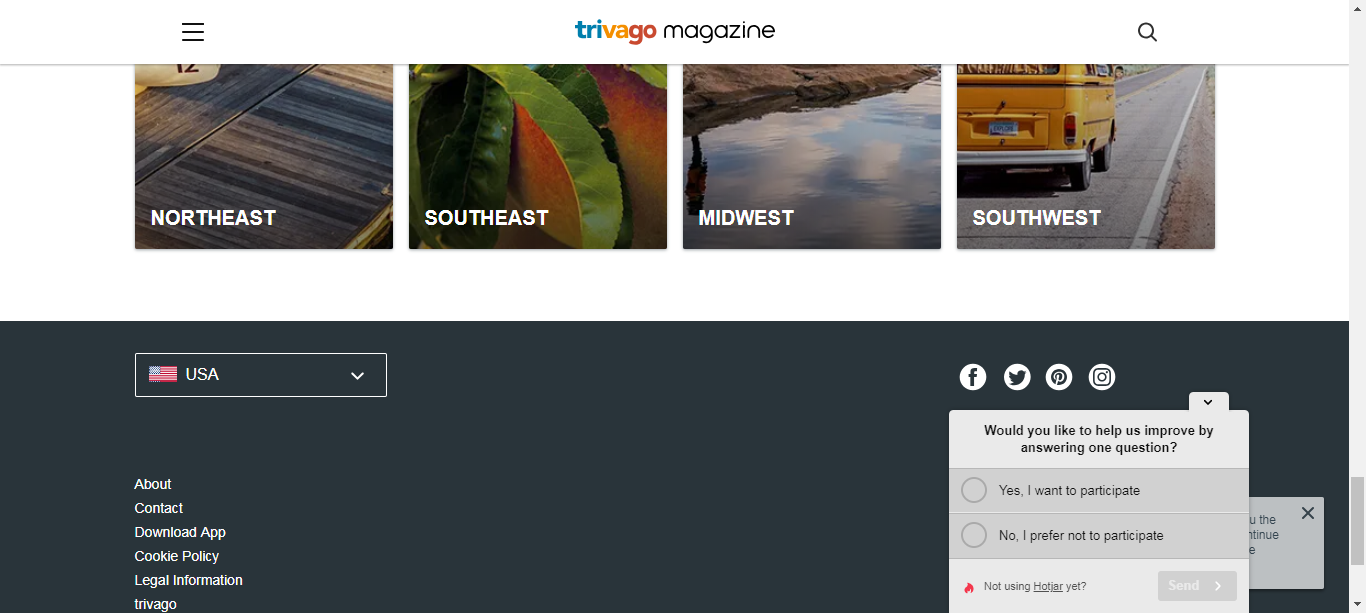 trivago magazine
12
NORTHEAST
SOUTHEAST
MIDWEST
SOUTHWEST
USA
Would you like to help us improve by
answering one question?
Yes, I want to participate
No, I prefer not to participate
u the
ntinue
e
Not using Hotjar yet?
Send
About
Contact
Download App
Cookie Policy
Legal Information
trivago